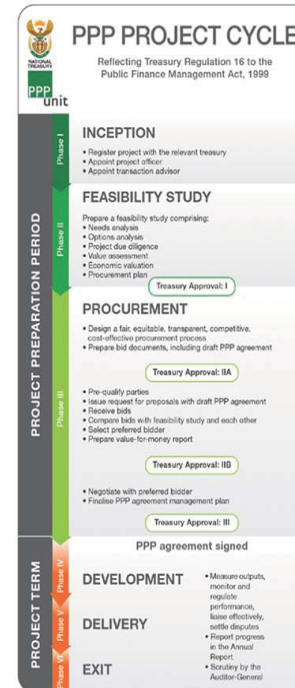 PPP PROJECT CYCLE
NATIONAL
TREASURY
PPP
unit
Reflecting Treasury Regulation 16 to the
Public Finance Management Act, 1999
PROJECT PREPARATION PERIOD
Phase I
INCEPTION
• Register project with the relevant treasury
• Appoint project officer
• Appoint transaction advisor
Phase II
FEASIBILITY STUDY
Prepare a feasibility study comprising:
• Needs analysis
• Options analysis
• Project due diligence
• Value assessment
• Economic valuation
• Procurement plan
Treasury Approval: I
Phase III
PROCUREMENT
• Design a fair, equitable, transparent, competitive,
cost-effective procurement process
• Prepare bid documents, including draft PPP agreement
Treasury Approval: IIA
• Pre-qualify parties
• Issue request for proposals with draft PPP agreement
• Receive bids
• Compare bids with feasibility study and each other
• Select preferred bidder
• Prepare value-for-money report
Treasury Approval: IIB
• Negotiate with preferred bidder
• Finalise PPP agreement management plan
Treasury Approval: III
PPP agreement signed
PROJECT TERM
Phase IV
DEVELOPMENT
Phase V
DELIVERY
Phase VI
EXIT
• Measure outputs,
monitor and
regulate
performance,
liaise effectively,
settle disputes
• Report progress
in the Annual
Report
• Scrutiny by the
Auditor-General